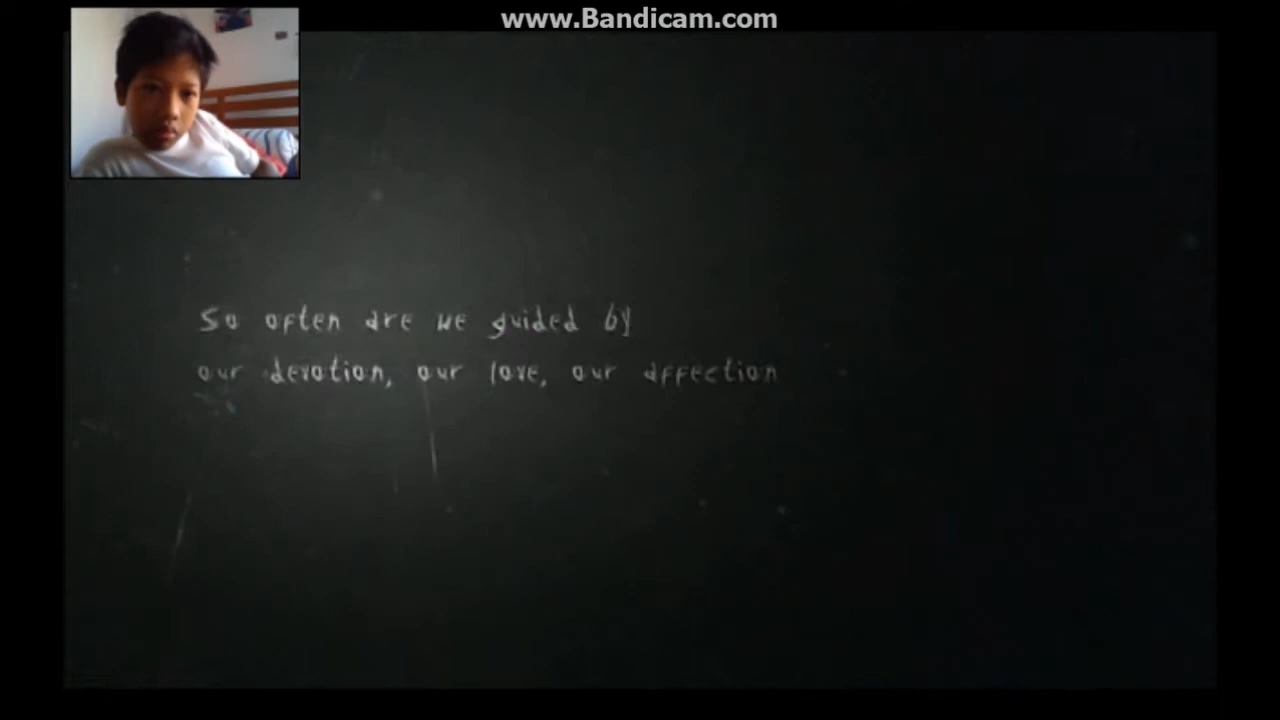 www.Bandicam.com
So often are we guided by
our devotion, our love, our affection